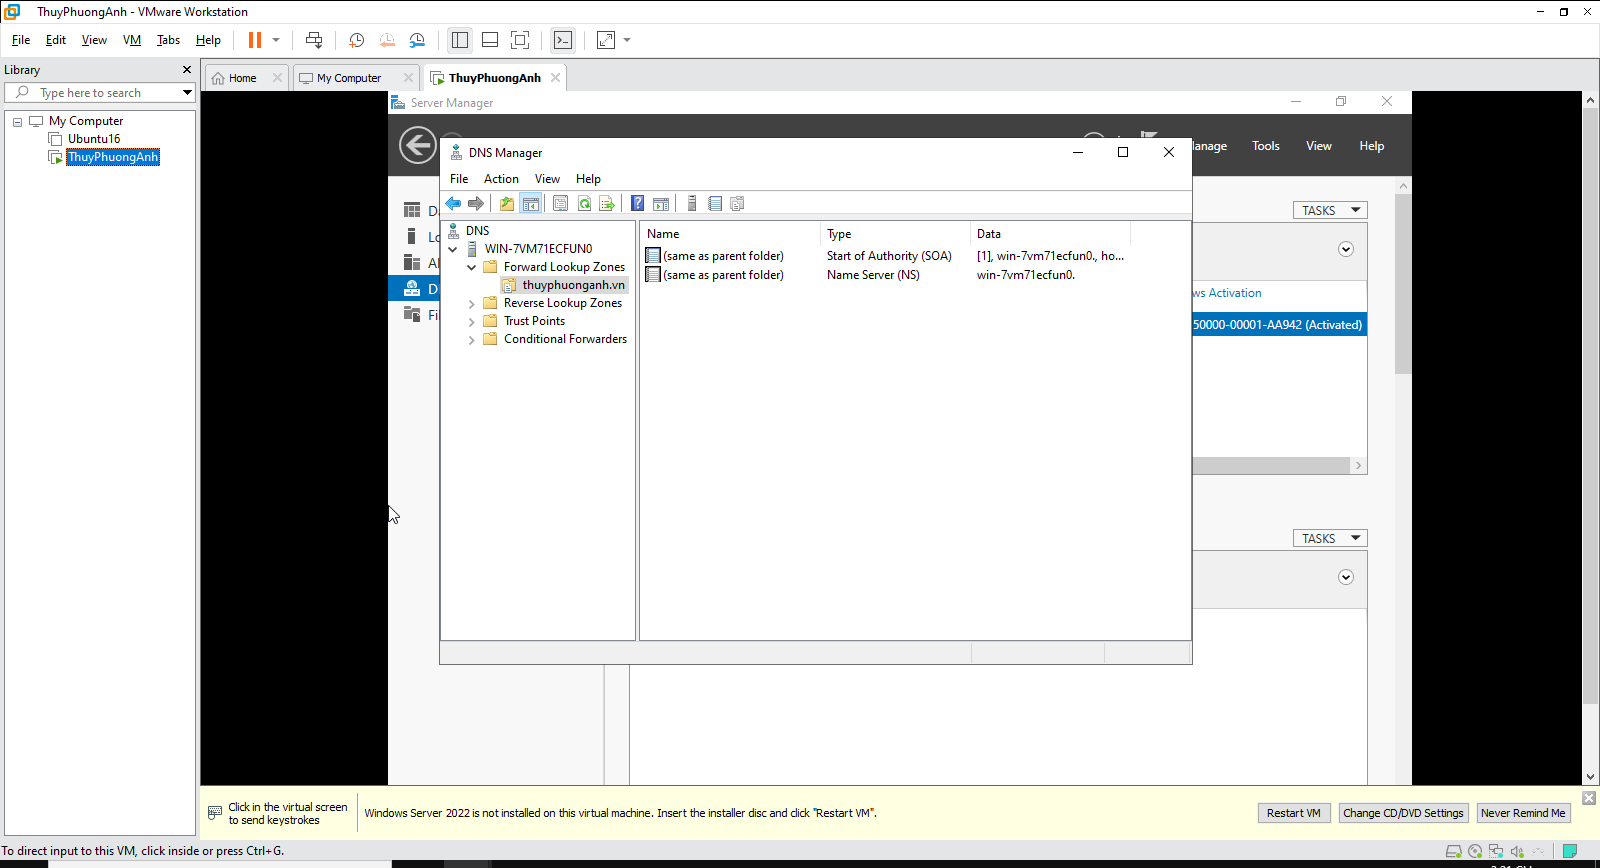 ThuyPhuongAnh - VMware Workstation
File Edit View VM Tabs Help
Library
Type here to search
My Computer
Ubuntu16
ThuyPhuongAnh
Home
My Computer
ThuyPhuongAnh
Server Manager
Tools View Help
DNS Manager
File Action View Help
DNS
WIN-7VM71ECFUN0
Forward Lookup Zones
thuyphuonganh.vn
Reverse Lookup Zones
Trust Points
Conditional Forwarders
Name Type Data
(same as parent folder) Start of Authority (SOA) [1], win-7vm71ecfun0., ho...
(same as parent folder) Name Server (NS) win-7vm71ecfun0.
TASKS
ws Activation
50000-00001-AA942 (Activated)
TASKS
Click in the virtual screen
to send keystrokes
Windows Server 2022 is not installed on this virtual machine. Insert the installer disc and click "Restart VM".
Restart VM
Change CD/DVD Settings
Never Remind Me
To direct input to this VM, click inside or press Ctrl+G.